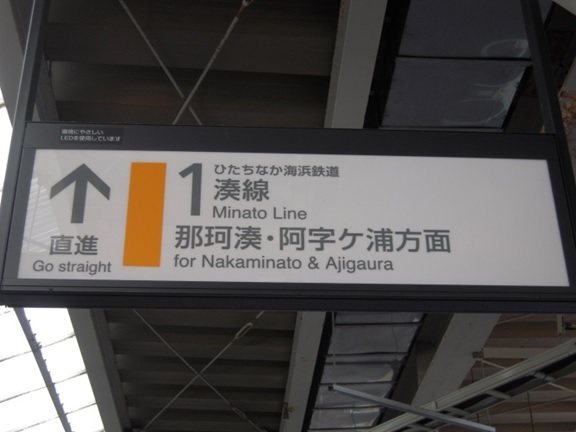 環境にやさしい
LEDを使用しています
直進
Go straight
1
ひたちなか海浜鉄道
湊線
Minato Line
那珂湊・阿字ケ浦方面
for Nakaminato & Ajigaura